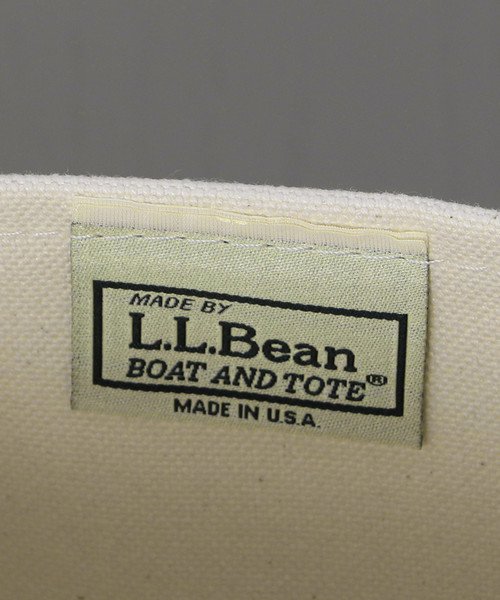 MADE BY
L.L.Bean
BOAT AND TOTE®
MADE IN U.S.A.